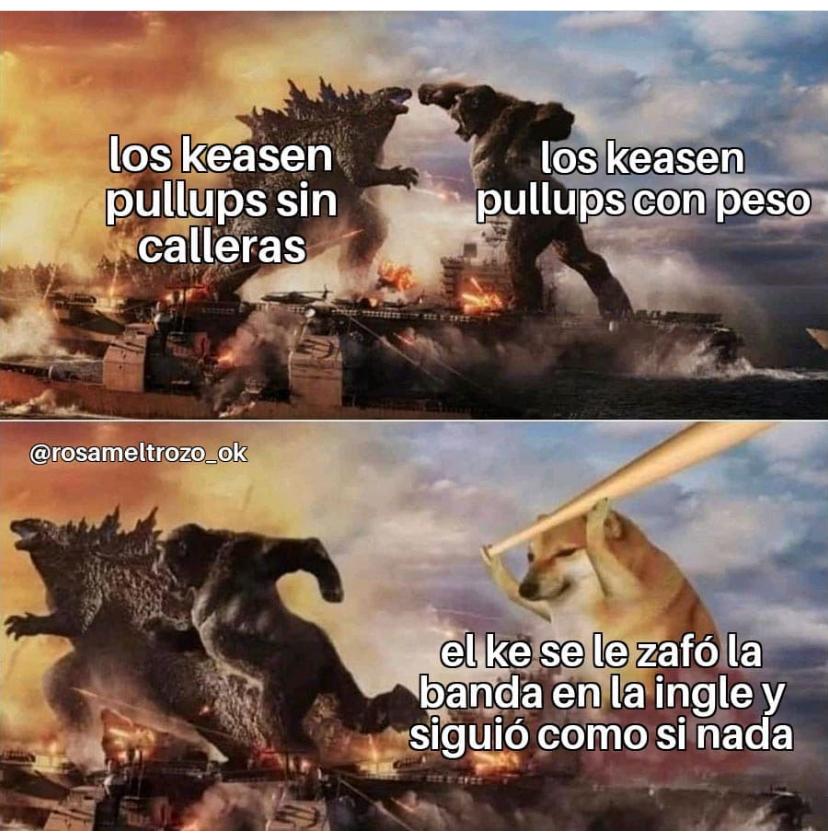 los keasen
pullups sin
calleras
los keasen
pullups con peso
@rosameltrozo_ok
el ke se le zafó la
banda en la ingle y
siguió como si nada